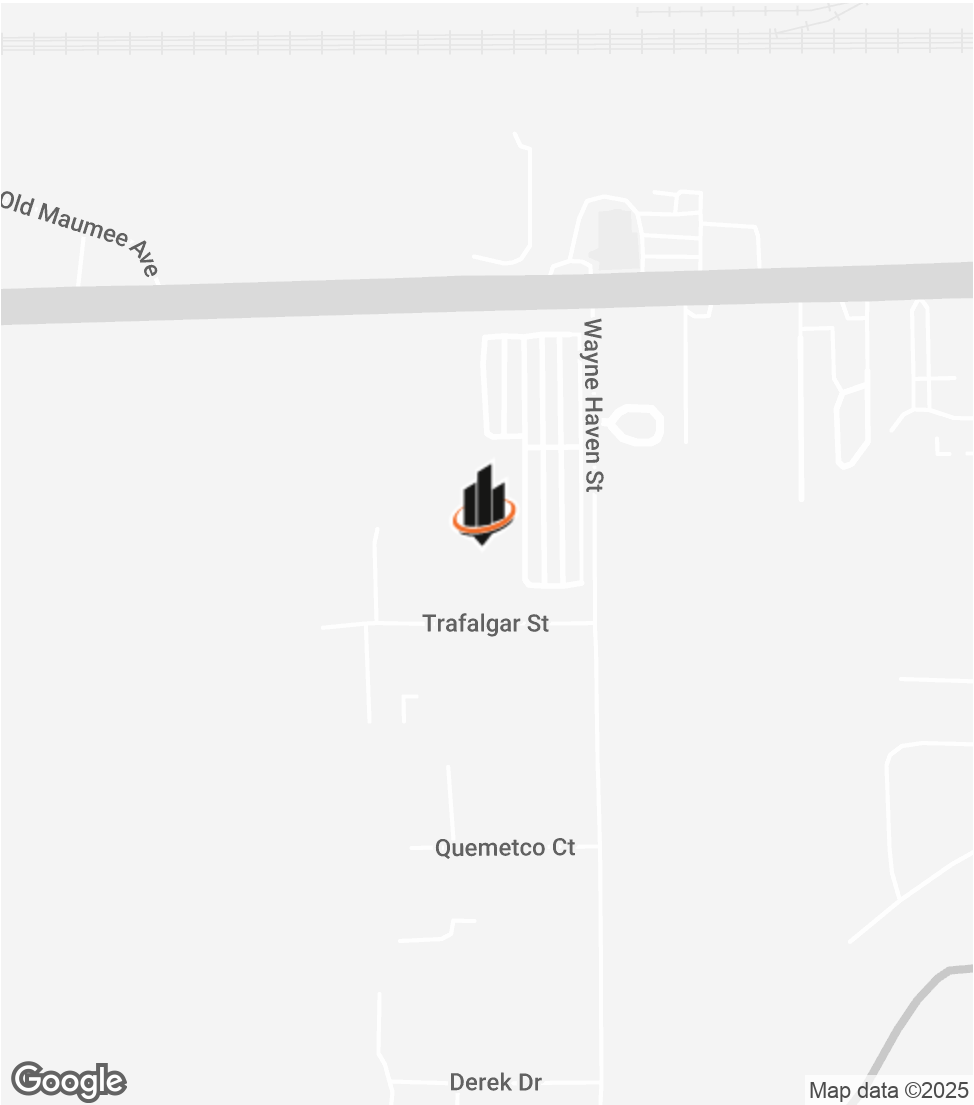 Old Maumee Ave
Wayne Haven St
Trafalgar St
Quemetco Ct
Derek Dr
Google
Map data ©2025